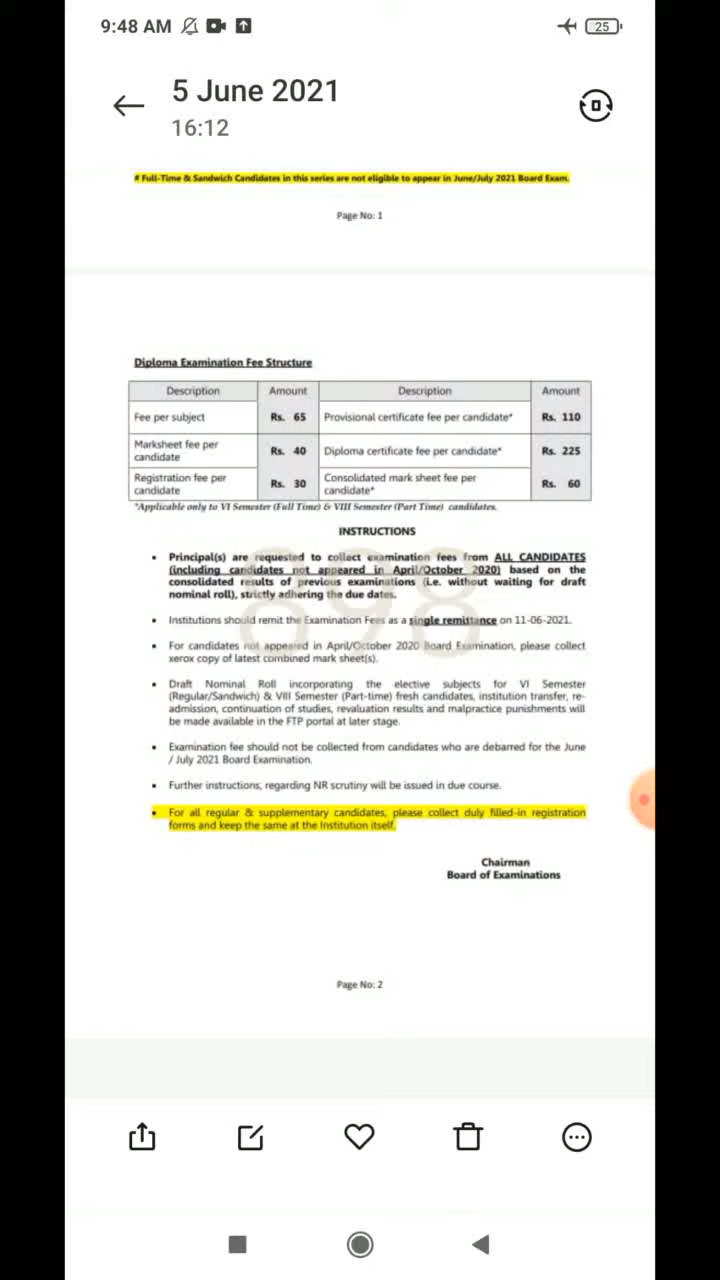 9:48 AM
25
5 June 2021
16:12
# Full-Time & Sandwich Candidates in this series are not eligible to appear in June/July 2021 Board Exam.
Page No: 1
Diploma Examination Fee Structure
Description Amount Description Amount
Fee per subject Rs. 65 Provisional certificate fee per candidate* Rs. 110
Marksheet fee per
candidate Rs. 40 Diploma certificate fee per candidate* Rs. 225
Registration fee per
candidate Rs. 30 Consolidated mark sheet fee per
candidate* Rs. 60
*Applicable only to VI Semester (Full Time) & VIII Semester (Part Time) candidates.
INSTRUCTIONS
898
• Principal(s) are requested to collect examination fees from ALL CANDIDATES
(including candidates not appeared in April/October 2020) based on the
consolidated results of previous examinations (i.e. without waiting for draft
nominal roll), strictly adhering the due dates.
• Institutions should remit the Examination Fees as a single remittance on 11-06-2021.
• For candidates not appeared in April/October 2020 Board Examination, please collect
xerox copy of latest combined mark sheet(s).
• Draft Nominal Roll incorporating the elective subjects for VI Semester
(Regular/Sandwich) & VIII Semester (Part-time) fresh candidates, institution transfer, re-
admission, continuation of studies, revaluation results and malpractice punishments will
be made available in the FTP portal at later stage.
• Examination fee should not be collected from candidates who are debarred for the June
/ July 2021 Board Examination.
• Further instructions, regarding NR scrutiny will be issued in due course.
• For all regular & supplementary candidates, please collect duly filled-in registration
forms and keep the same at the Institution itself.
Chairman
Board of Examinations
Page No: 2